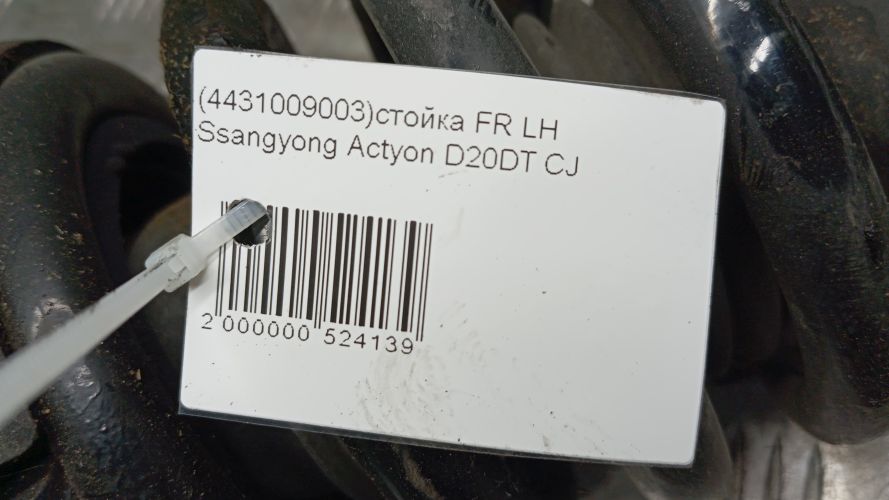 (4431009003)стойка FR LH
Ssangyong Actyon D20DT CJ
2 000000 524139